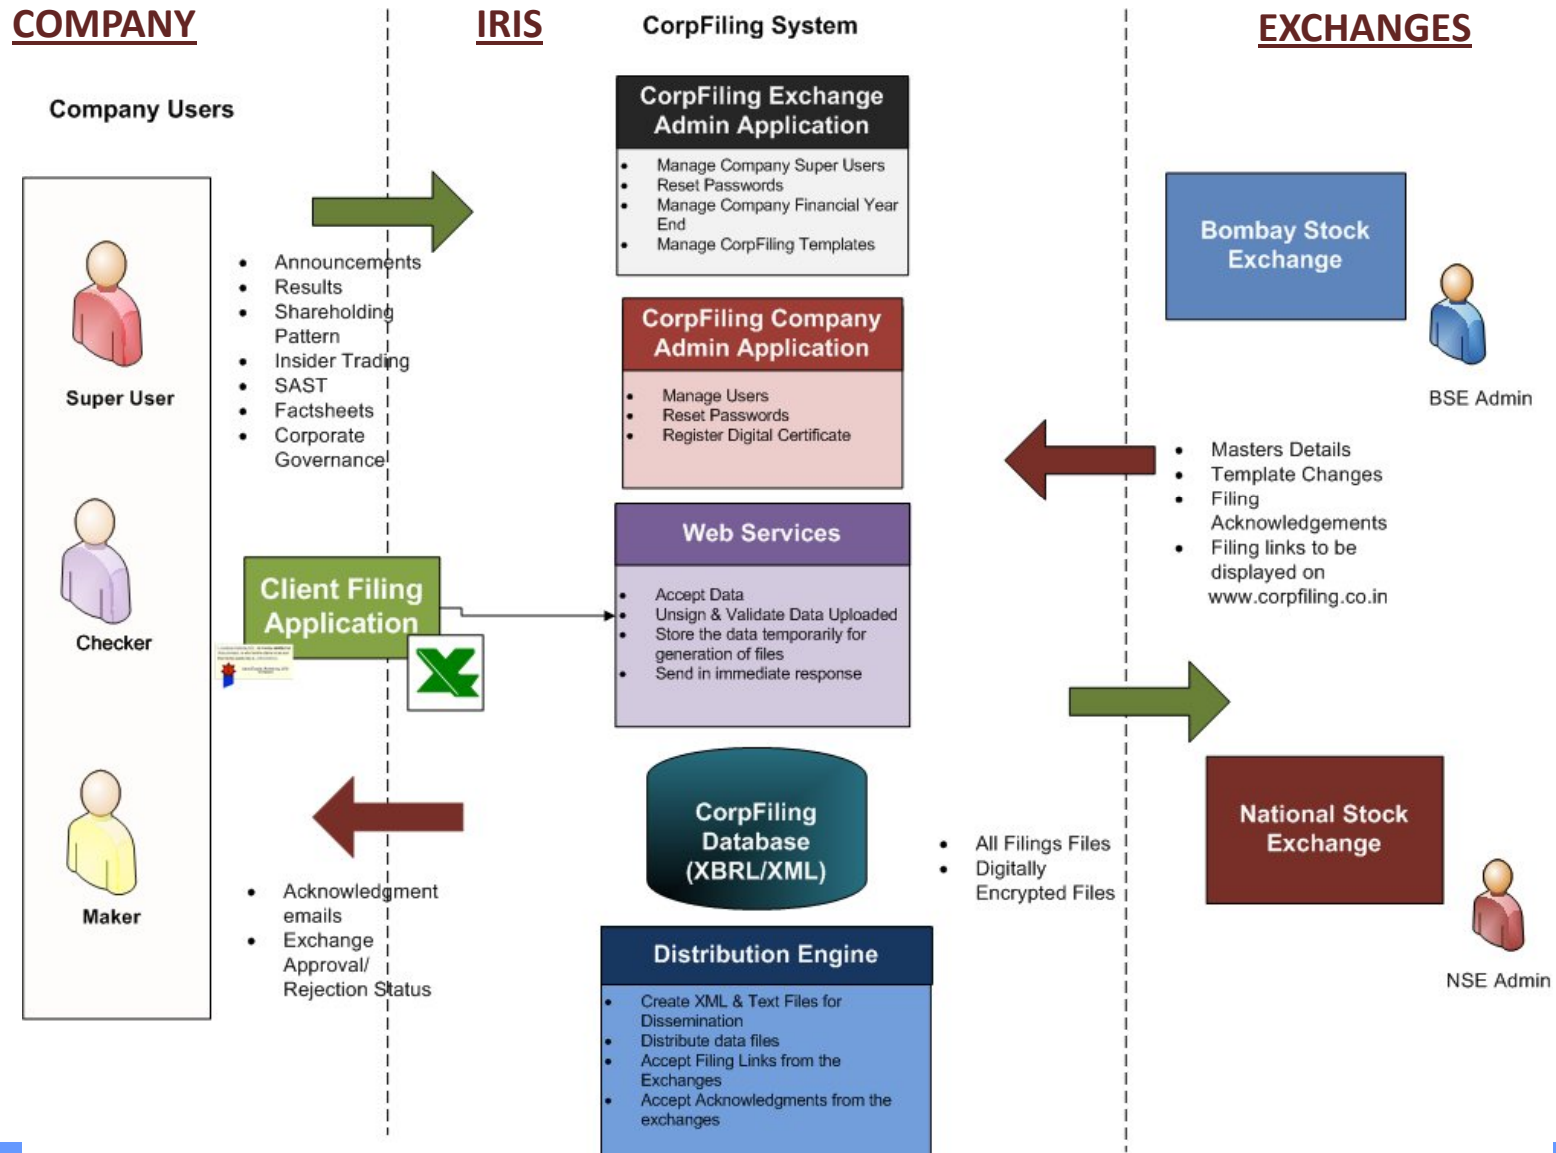 COMPANY
IRIS
CorpFiling System
EXCHANGES
Company Users
Super User
Checker
Maker
• Announcements
• Results
• Shareholding
Pattern
• Insider Trading
• SAST
• Factsheets
• Corporate
Governance
Client Filing
Application
• Acknowledgment
emails
• Exchange
Approval/
Rejection Status
CorpFiling Exchange
Admin Application
• Manage Company Super Users
• Reset Passwords
• Manage Company Financial Year
End
• Manage CorpFiling Templates
CorpFiling Company
Admin Application
• Manage Users
• Reset Passwords
• Register Digital Certificate
Web Services
• Accept Data
• Unsign & Validate Data Uploaded
• Store the data temporarily for
generation of files
• Send in immediate response
CorpFiling
Database
(XBRL/XML)
Distribution Engine
• Create XML & Text Files for
Dissemination
• Distribute data files
• Accept Filing Links from the
Exchanges
• Accept Acknowledgments from the
exchanges
Bombay Stock
Exchange
BSE Admin
• Masters Details
• Template Changes
• Filing
Acknowledgements
• Filing links to be
displayed on
www.corpfiling.co.in
• All Filings Files
• Digitally
Encrypted Files
National Stock
Exchange
NSE Admin